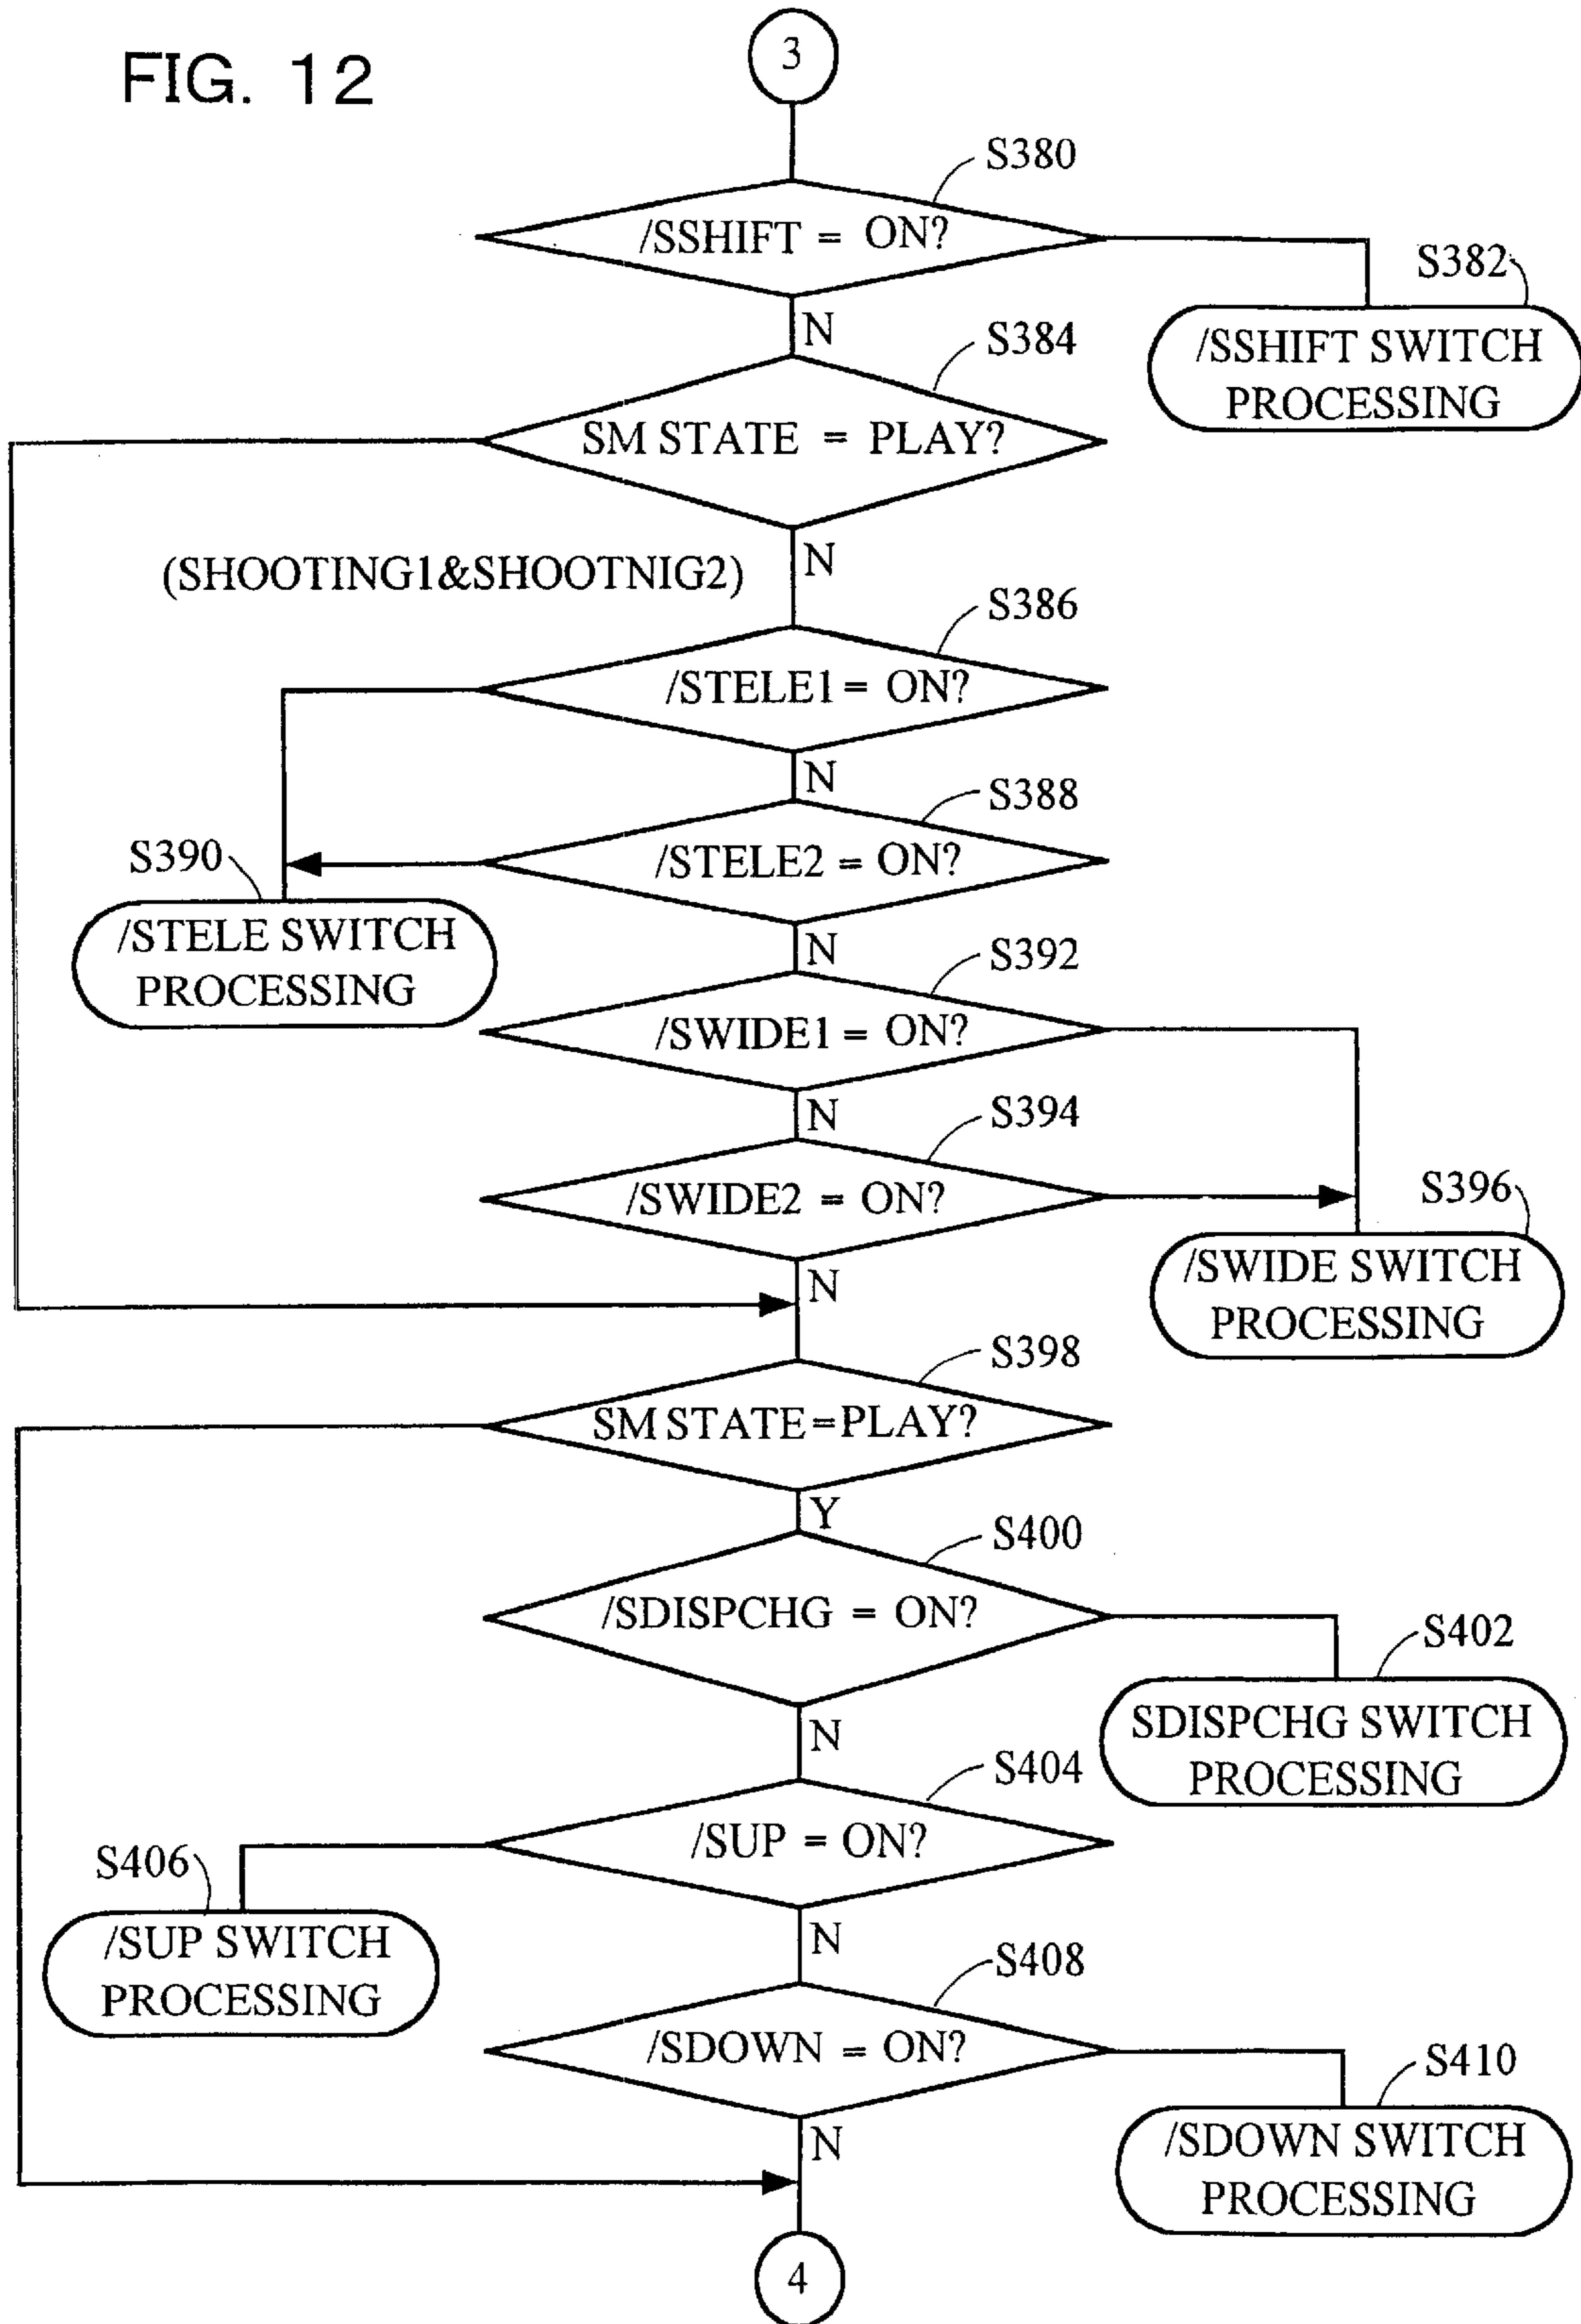 FIG. 12
3
S380
/SSHIFT = ON?
S382
/SSHIFT SWITCH
PROCESSING
N
S384
SM STATE = PLAY?
(SHOOTING1&SHOOTNIG2)
N
S386
/STELE1 = ON?
N
S388
/STELE2 = ON?
S390
/STELE SWITCH
PROCESSING
N
S392
/SWIDE1 = ON?
N
S394
/SWIDE2 = ON?
S396
/SWIDE SWITCH
PROCESSING
N
S398
SM STATE=PLAY?
Y
S400
/SDISPCHG = ON?
S402
SDISPCHG SWITCH
PROCESSING
N
S404
/SUP = ON?
S406
/SUP SWITCH
PROCESSING
N
S408
/SDOWN = ON?
S410
/SDOWN SWITCH
PROCESSING
N
4